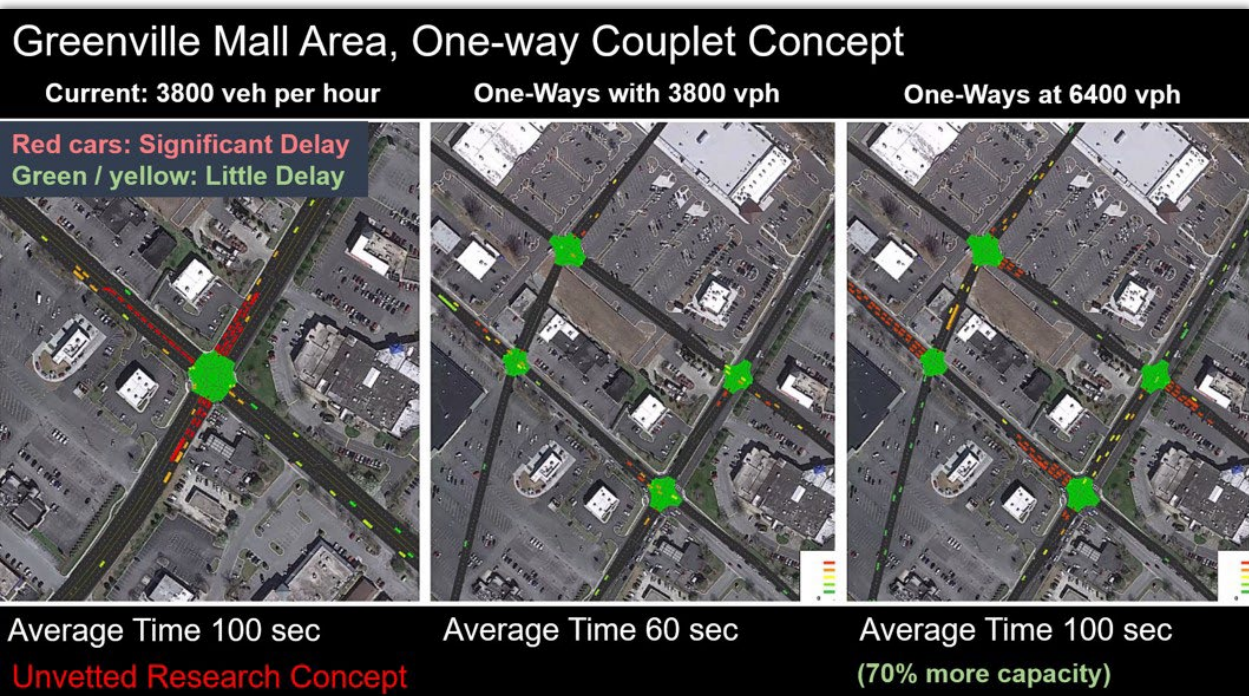 Greenville Mall Area, One-way Couplet Concept
Current: 3800 veh per hour
One-Ways with 3800 vph
One-Ways at 6400 vph
Red cars: Significant Delay
Green / yellow: Little Delay
Average Time 100 sec
Average Time 60 sec
Average Time 100 sec
Unvetted Research Concept
(70% more capacity)